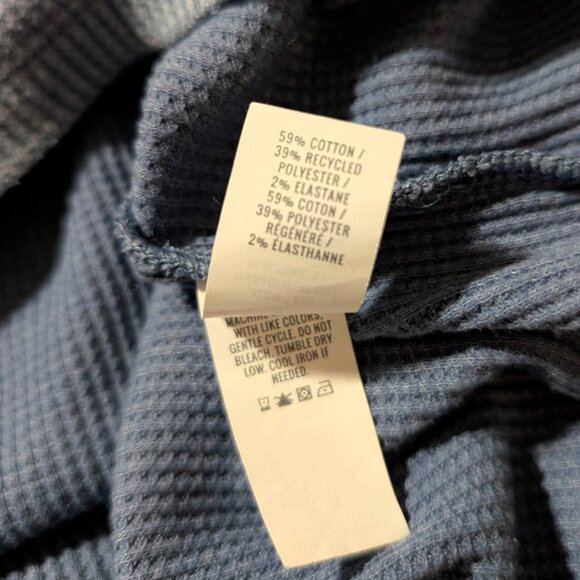 59% COTTON /
39% RECYCLED
POLYESTER /
2% ELASTANE
59% COTON /
39% POLYESTER
RÉGÉNÉRÉ /
2% ÉLASTHANNE
MACHINE
WITH LIKE COLORS,
GENTLE CYCLE. DO NOT
BLEACH. TUMBLE DRY
LOW. COOL IRON IF
NEEDED.